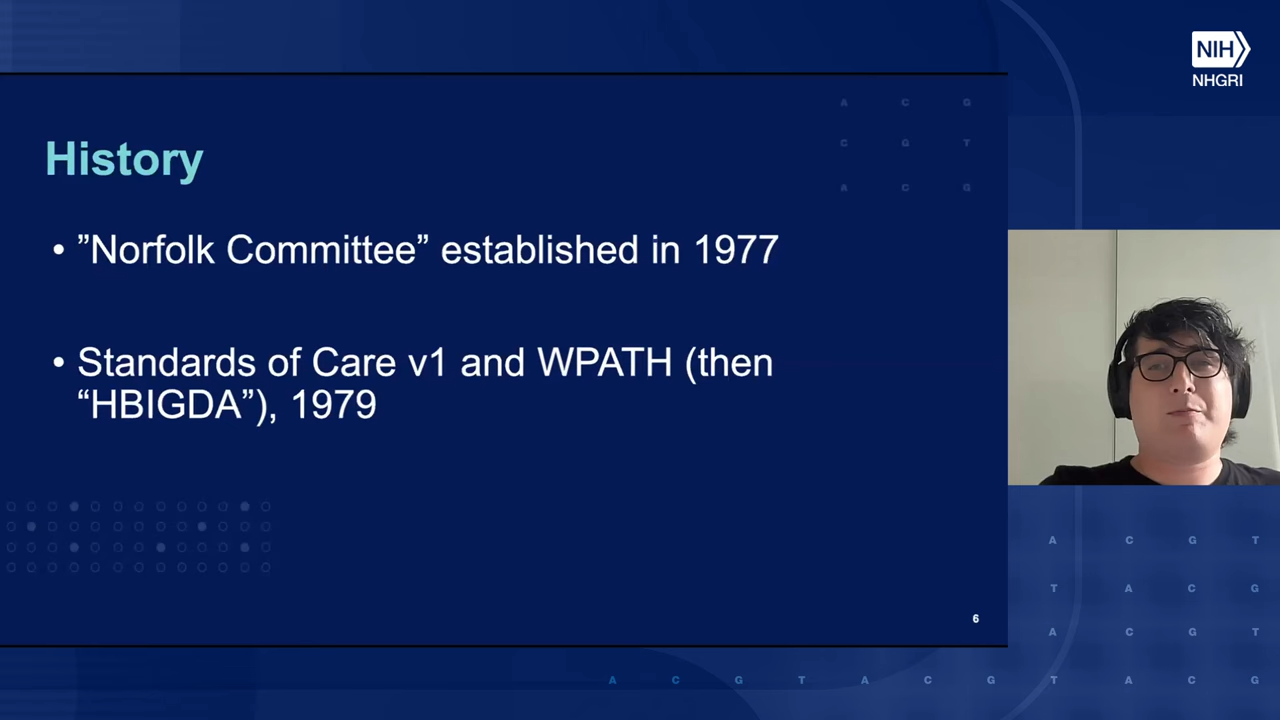 NIH
NHGRI
A C G
C G T
A C G
History
• ”Norfolk Committee” established in 1977
• Standards of Care v1 and WPATH (then
“HBIGDA”), 1979
6
A C G T
T A C G
A C G T
A C G T A C G T A C G